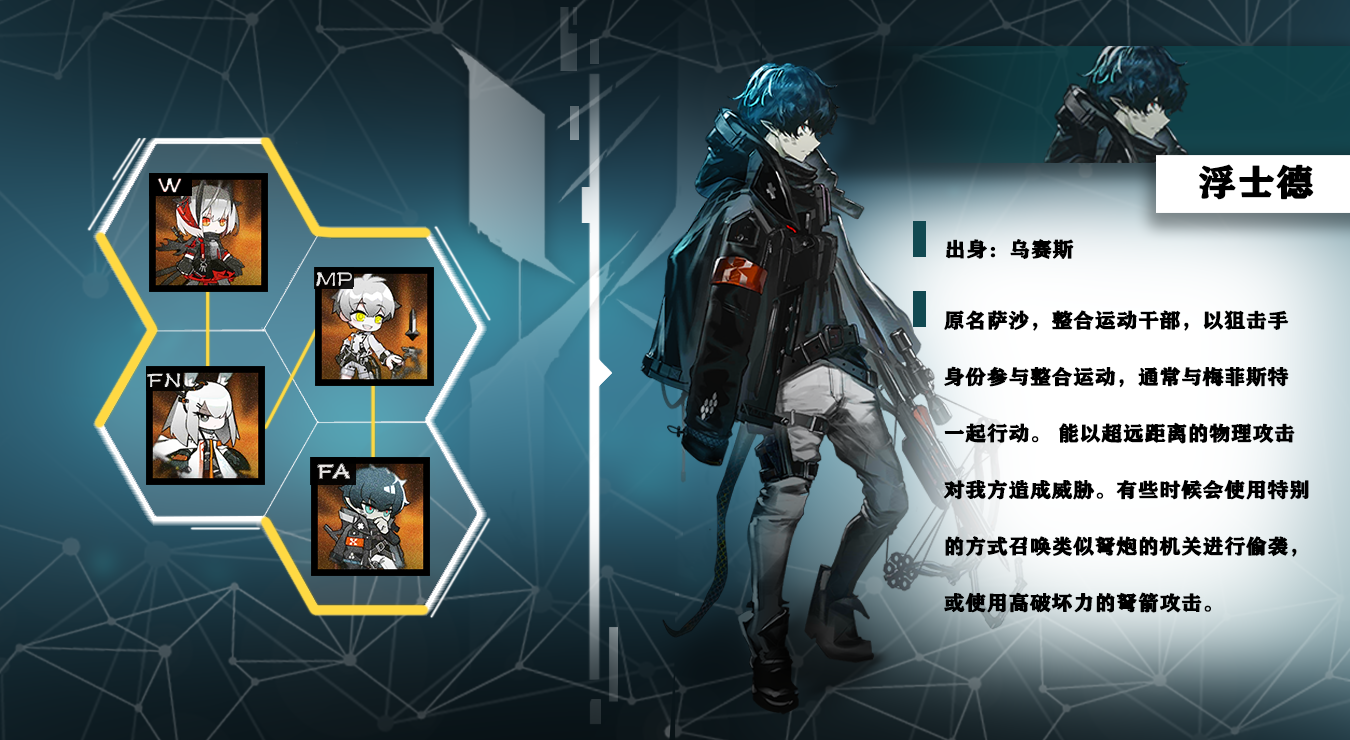 W
MP
FN
FA
浮士德
出身：乌赛斯
原名萨沙，整合运动干部，以狙击手
身份参与整合运动，通常与梅菲斯特
一起行动。 能以超远距离的物理攻击
对我方造成威胁。有些时候会使用特别
的方式召唤类似弩炮的机关进行偷袭，
或使用高破坏力的弩箭攻击。